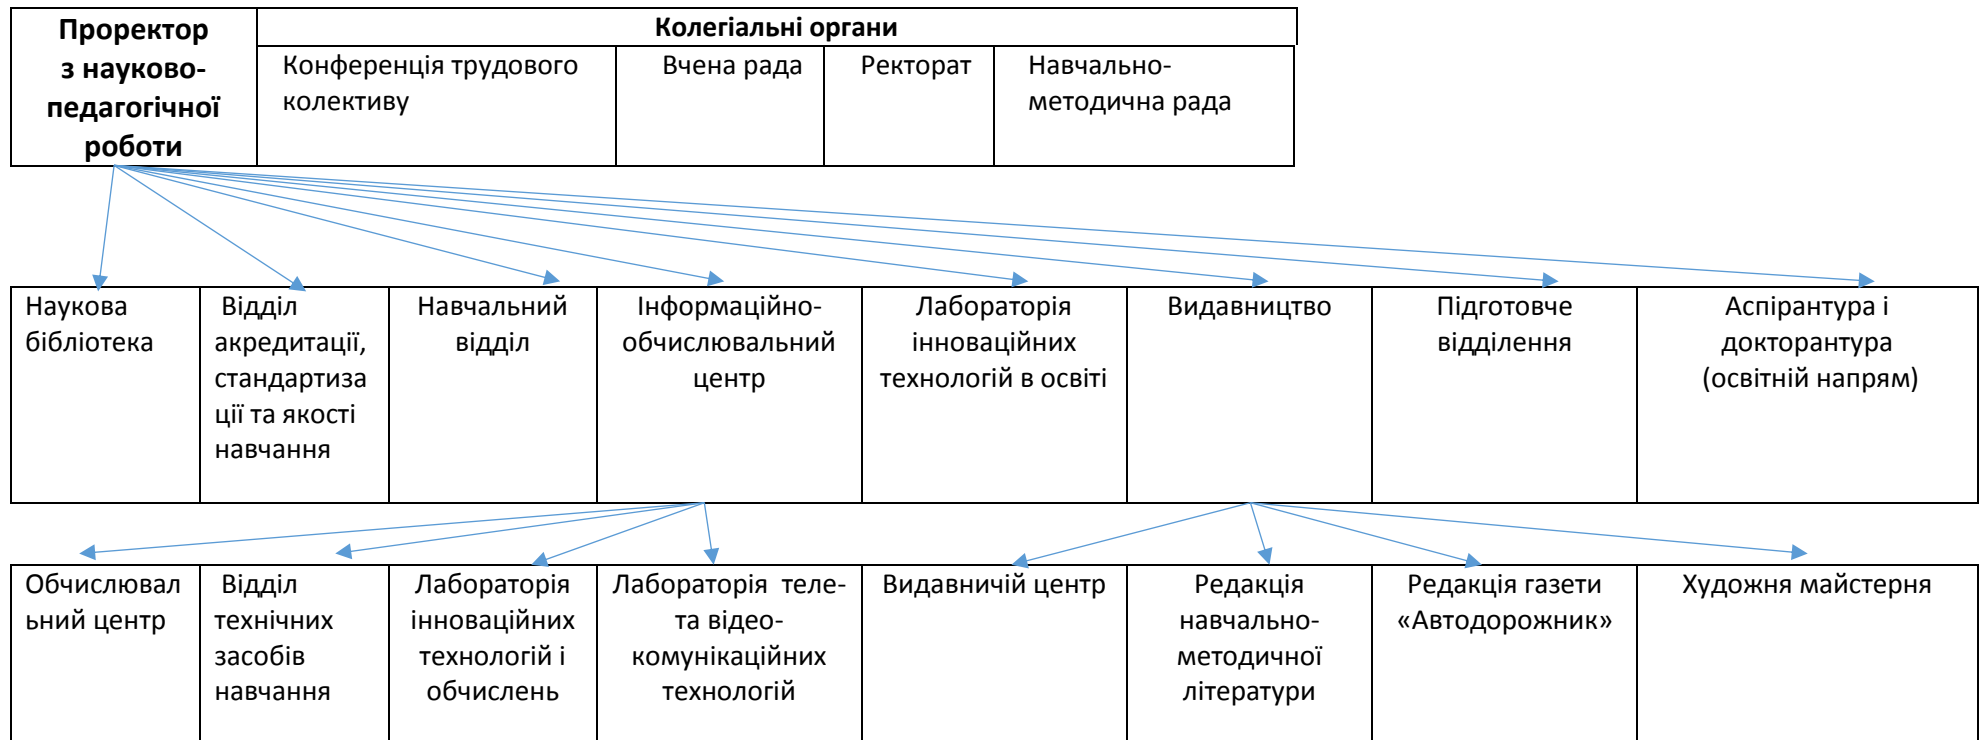 Проректор
з науково-
педагогічної
роботи
Колегіальні органи
Конференція трудового
колективу
Вчена рада
Ректорат
Навчально-
методична рада
Наукова
бібліотека
Відділ
акредитації,
стандартиза
ції та якості
навчання
Навчальний
відділ
Інформаційно-
обчислювальний
центр
Лабораторія
інноваційних
технологій в освіті
Видавництво
Підготовче
відділення
Аспірантура і
докторантура
(освітній напрям)
Обчислювал
ьний центр
Відділ
технічних
засобів
навчання
Лабораторія
інноваційних
технологій і
обчислень
Лабораторія теле-
та відео-
комунікаційних
технологій
Видавничій центр
Редакція
навчально-
методичної
літератури
Редакція газети
«Автодорожник»
Художня майстерня